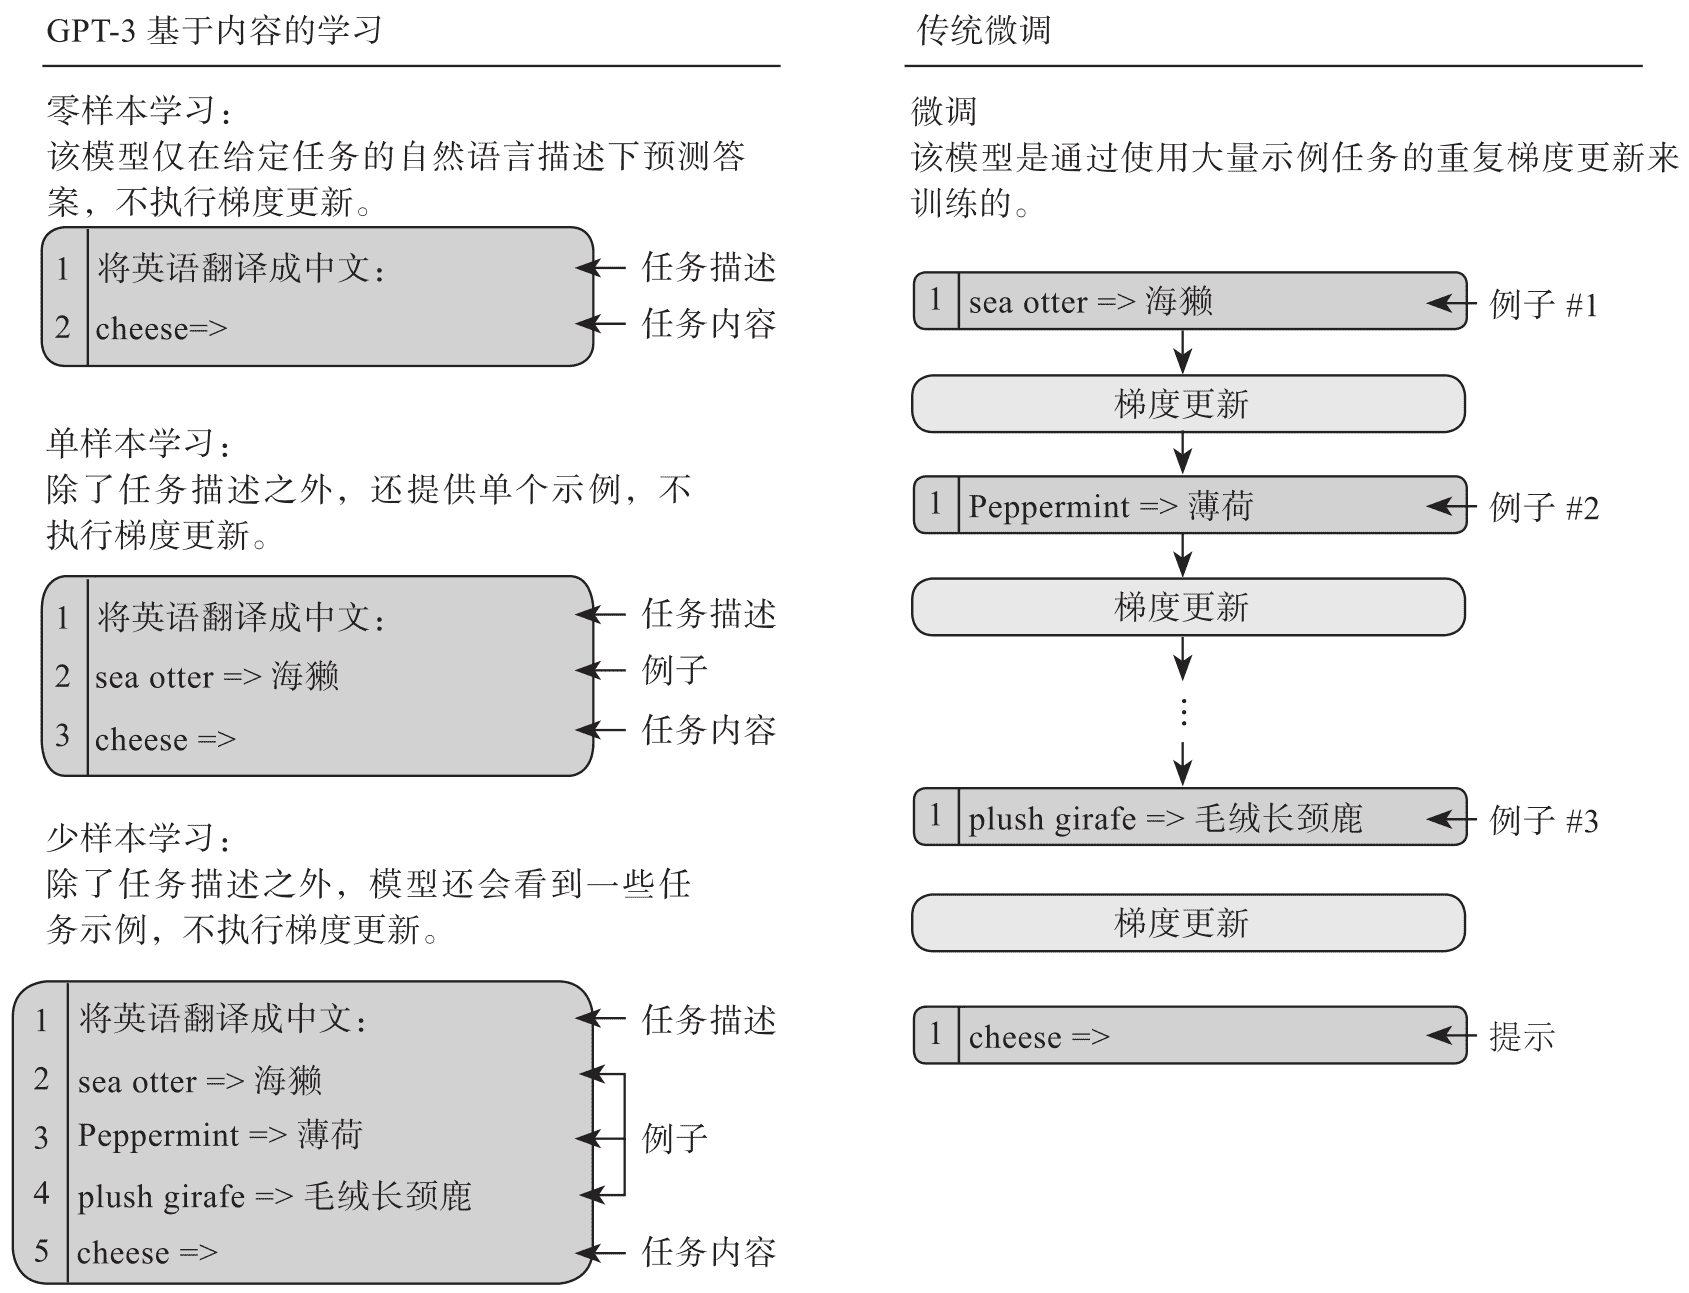 GPT-3 基于内容的学习
零样本学习：
该模型仅在给定任务的自然语言描述下预测答
案，不执行梯度更新。
1 将英语翻译成中文： 任务描述
2 cheese=> 任务内容
单样本学习：
除了任务描述之外，还提供单个示例，不
执行梯度更新。
1 将英语翻译成中文： 任务描述
2 sea otter => 海獭 例子
3 cheese => 任务内容
少样本学习：
除了任务描述之外，模型还会看到一些任
务示例，不执行梯度更新。
1 将英语翻译成中文： 任务描述
2 sea otter => 海獭
3 Peppermint => 薄荷 例子
4 plush girafe => 毛绒长颈鹿
5 cheese => 任务内容
传统微调
微调
该模型是通过使用大量示例任务的重复梯度更新来
训练的。
1 sea otter => 海獭 例子 #1
梯度更新
1 Peppermint => 薄荷 例子 #2
梯度更新
⋮
1 plush girafe => 毛绒长颈鹿 例子 #3
梯度更新
1 cheese => 提示